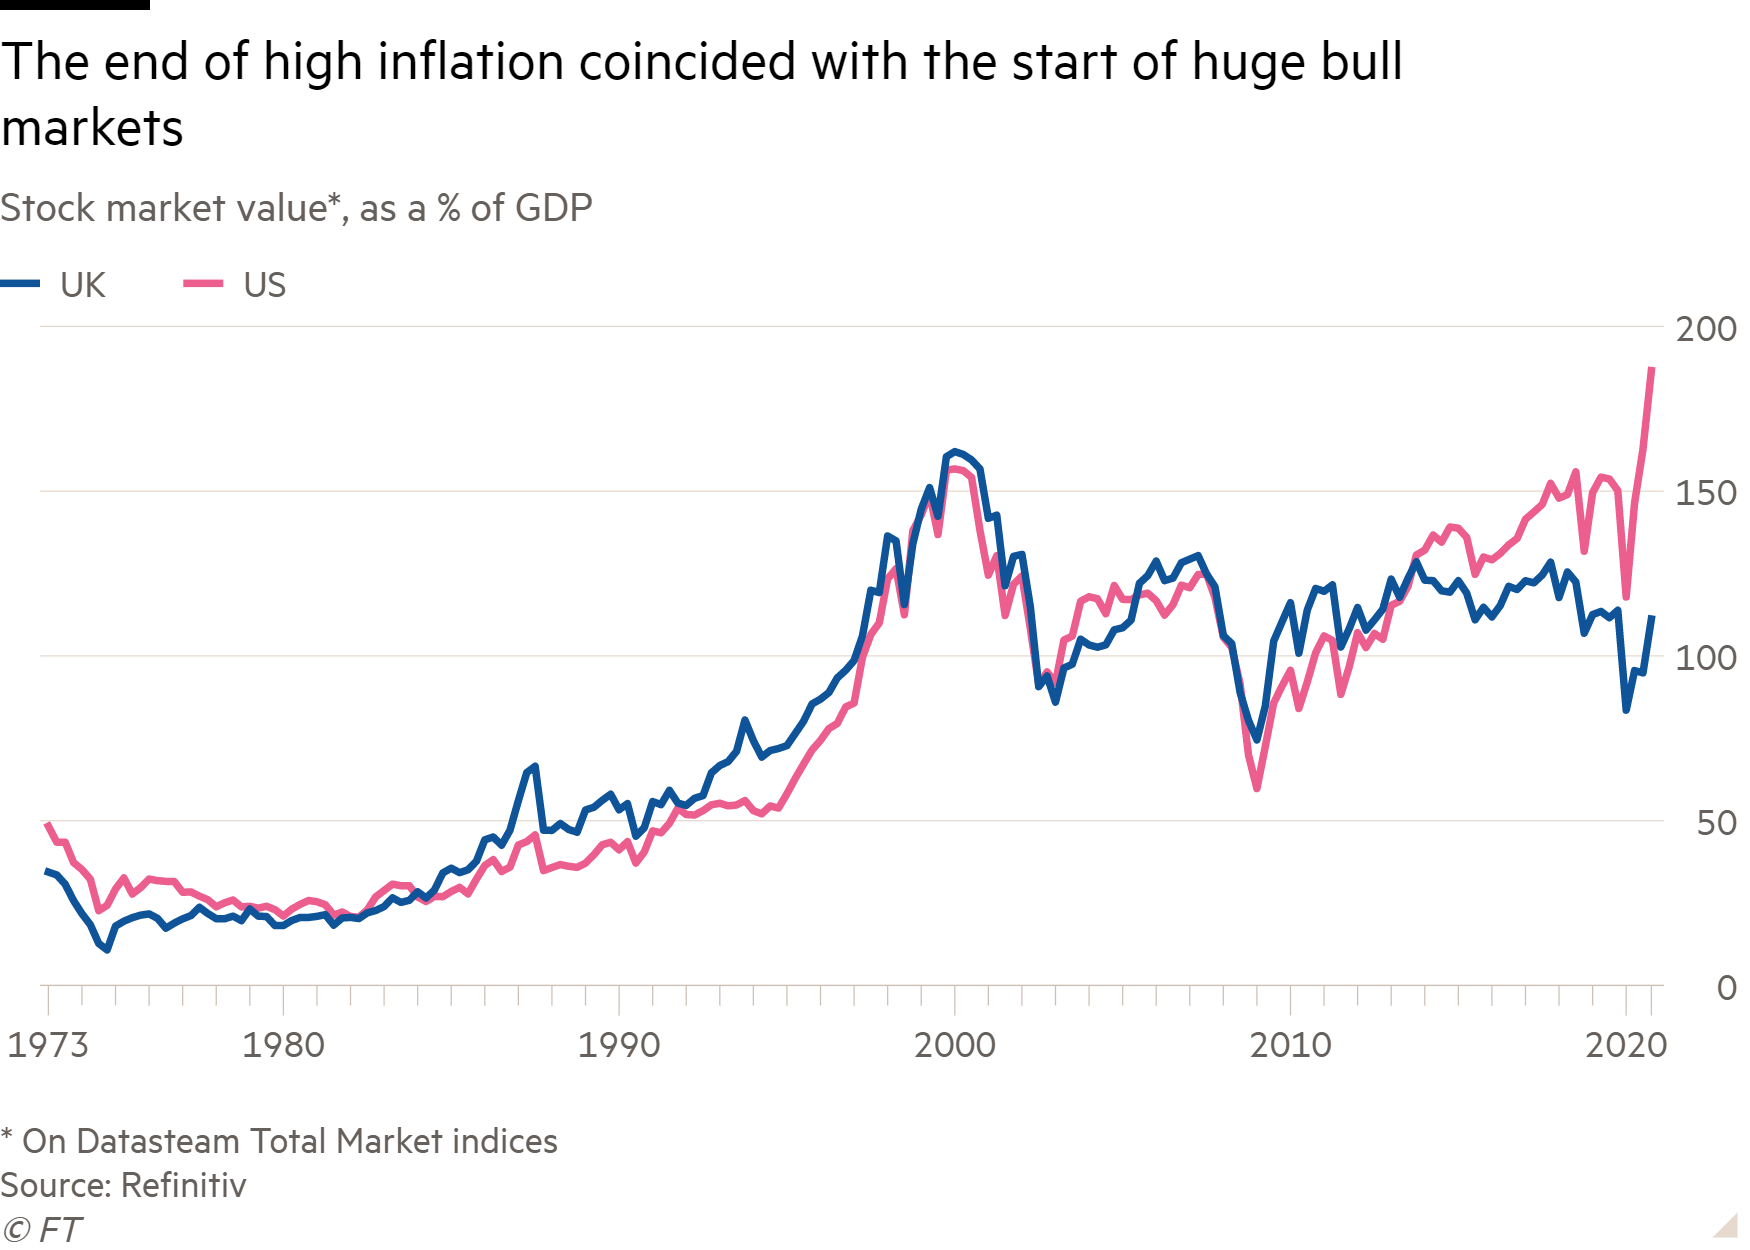 The end of high inflation coincided with the start of huge bull
markets
Stock market value*, as a % of GDP
UK US
200
150
100
50
0
1973 1980 1990 2000 2010 2020
* On Datasteam Total Market indices
Source: Refinitiv
© FT